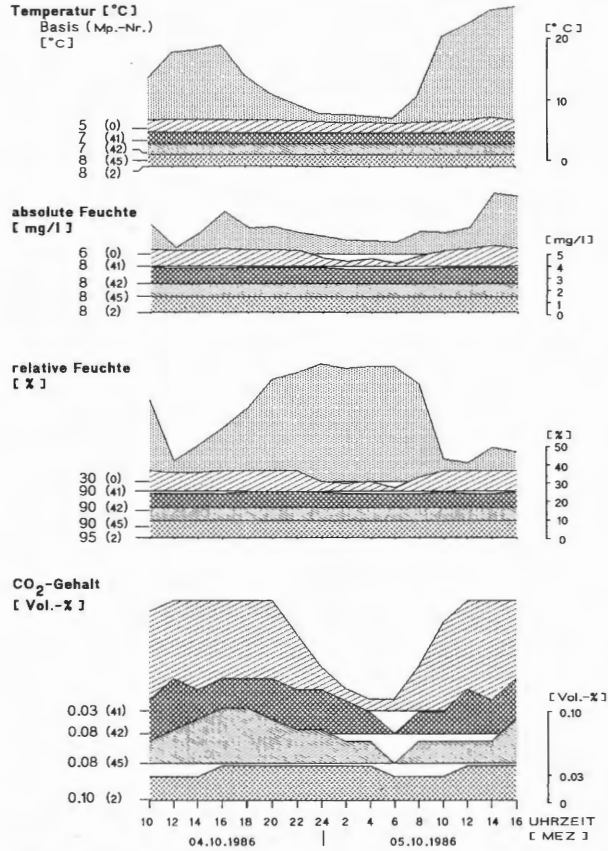 Temperatur [°C]
Basis (Mp.-Nr.)
[°C]
[° C]
20
10
0
5 (0)
7 (41)
7 (42)
8 (45)
8 (2)
absolute Feuchte
[ mg/l ]
[mg/l]
5
4
3
2
1
0
6 (0)
8 (41)
8 (42)
8 (45)
8 (2)
relative Feuchte
[ % ]
[%]
50
40
30
20
10
0
30 (0)
90 (41)
90 (42)
90 (45)
95 (2)
CO2-Gehalt
[ Vol.-% ]
[Vol.-%]
0.10
0.03
0
0.03 (41)
0.08 (42)
0.08 (45)
0.10 (2)
10 12 14 16 18 20 22 24 2 4 6 8 10 12 14 16 UHRZEIT
04.10.1986 05.10.1986 [ MEZ ]